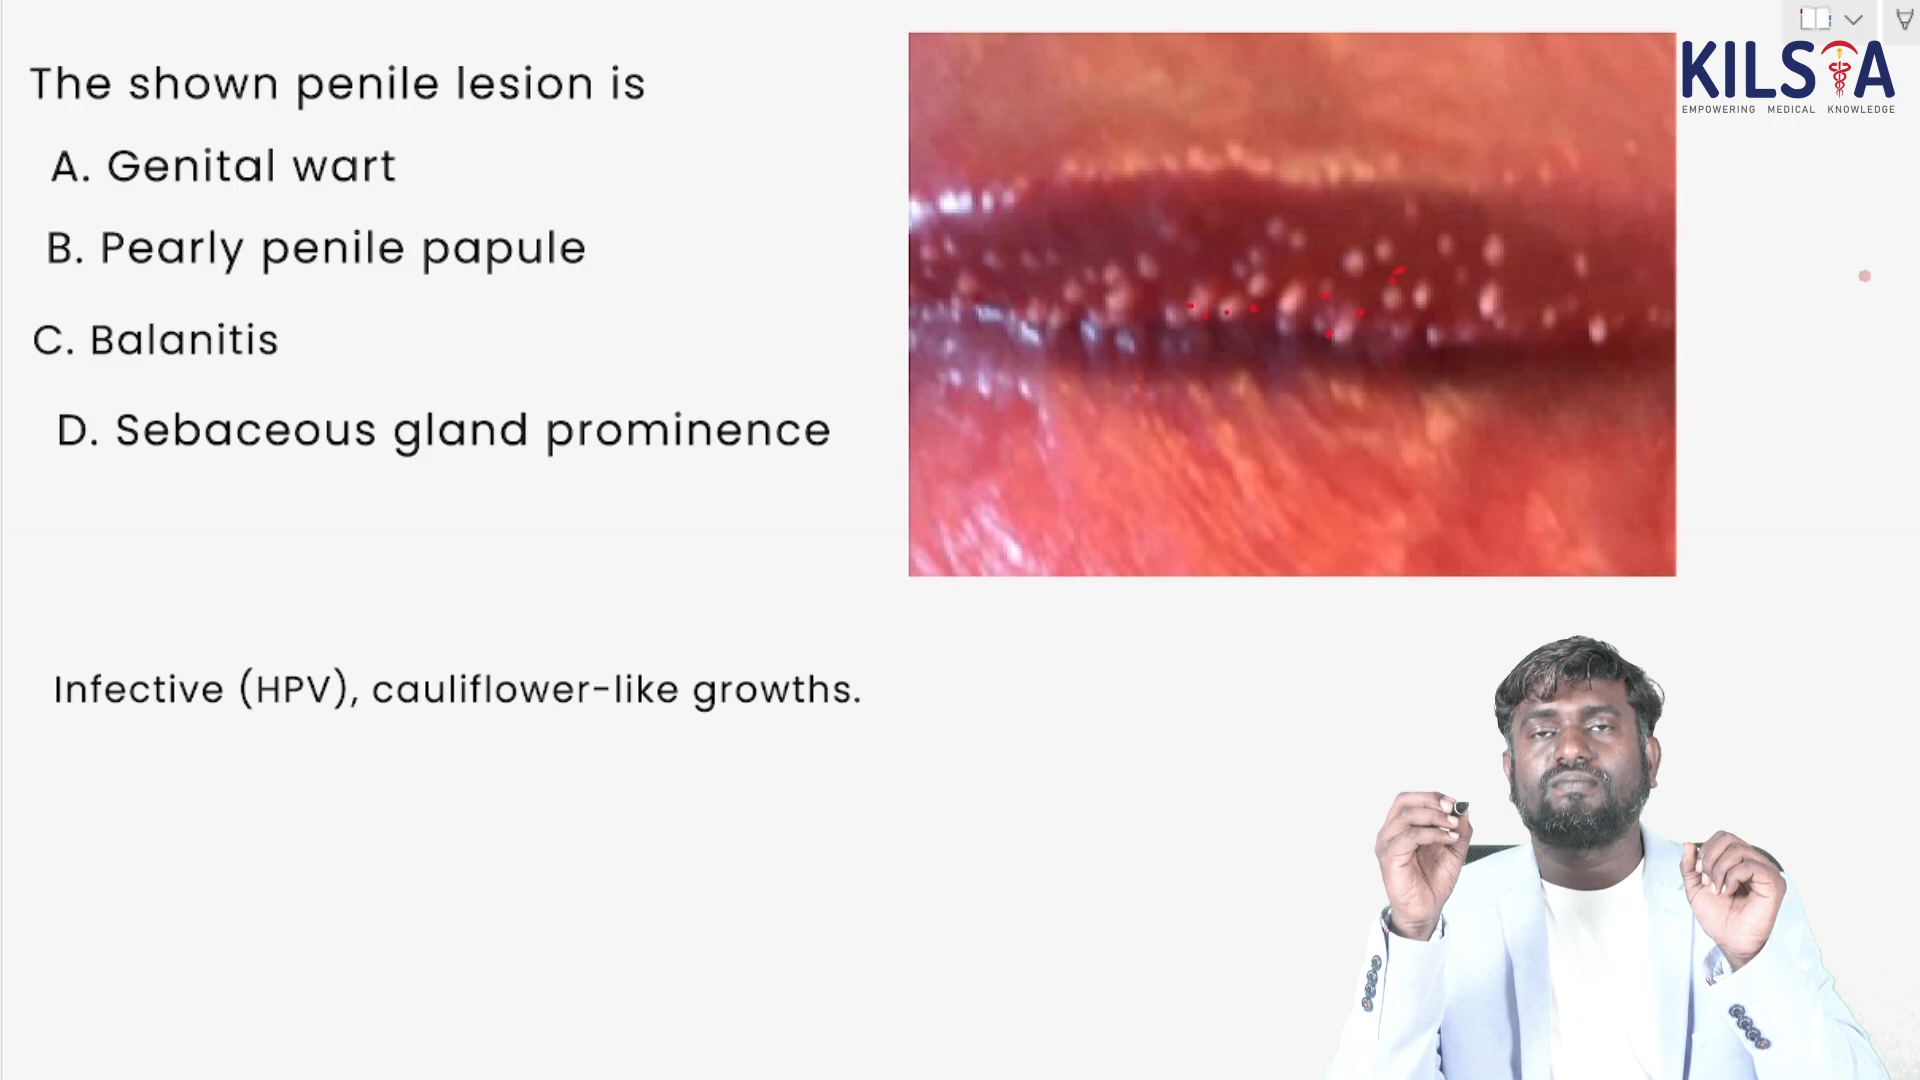 The shown penile lesion is
A. Genital wart
B. Pearly penile papule
C. Balanitis
D. Sebaceous gland prominence
Infective (HPV), cauliflower-like growths.
KILSTA
EMPOWERING MEDICAL KNOWLEDGE